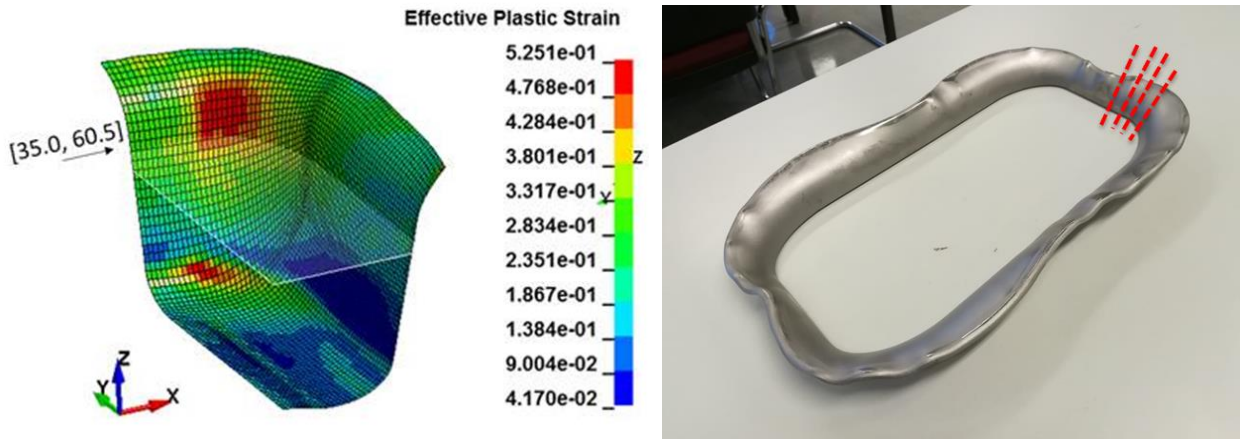 Effective Plastic Strain
5.251e-01
4.768e-01
4.284e-01
3.801e-01
3.317e-01
2.834e-01
2.351e-01
1.867e-01
1.384e-01
9.004e-02
4.170e-02
[35.0, 60.5]
Z
Y
Z
Y
X